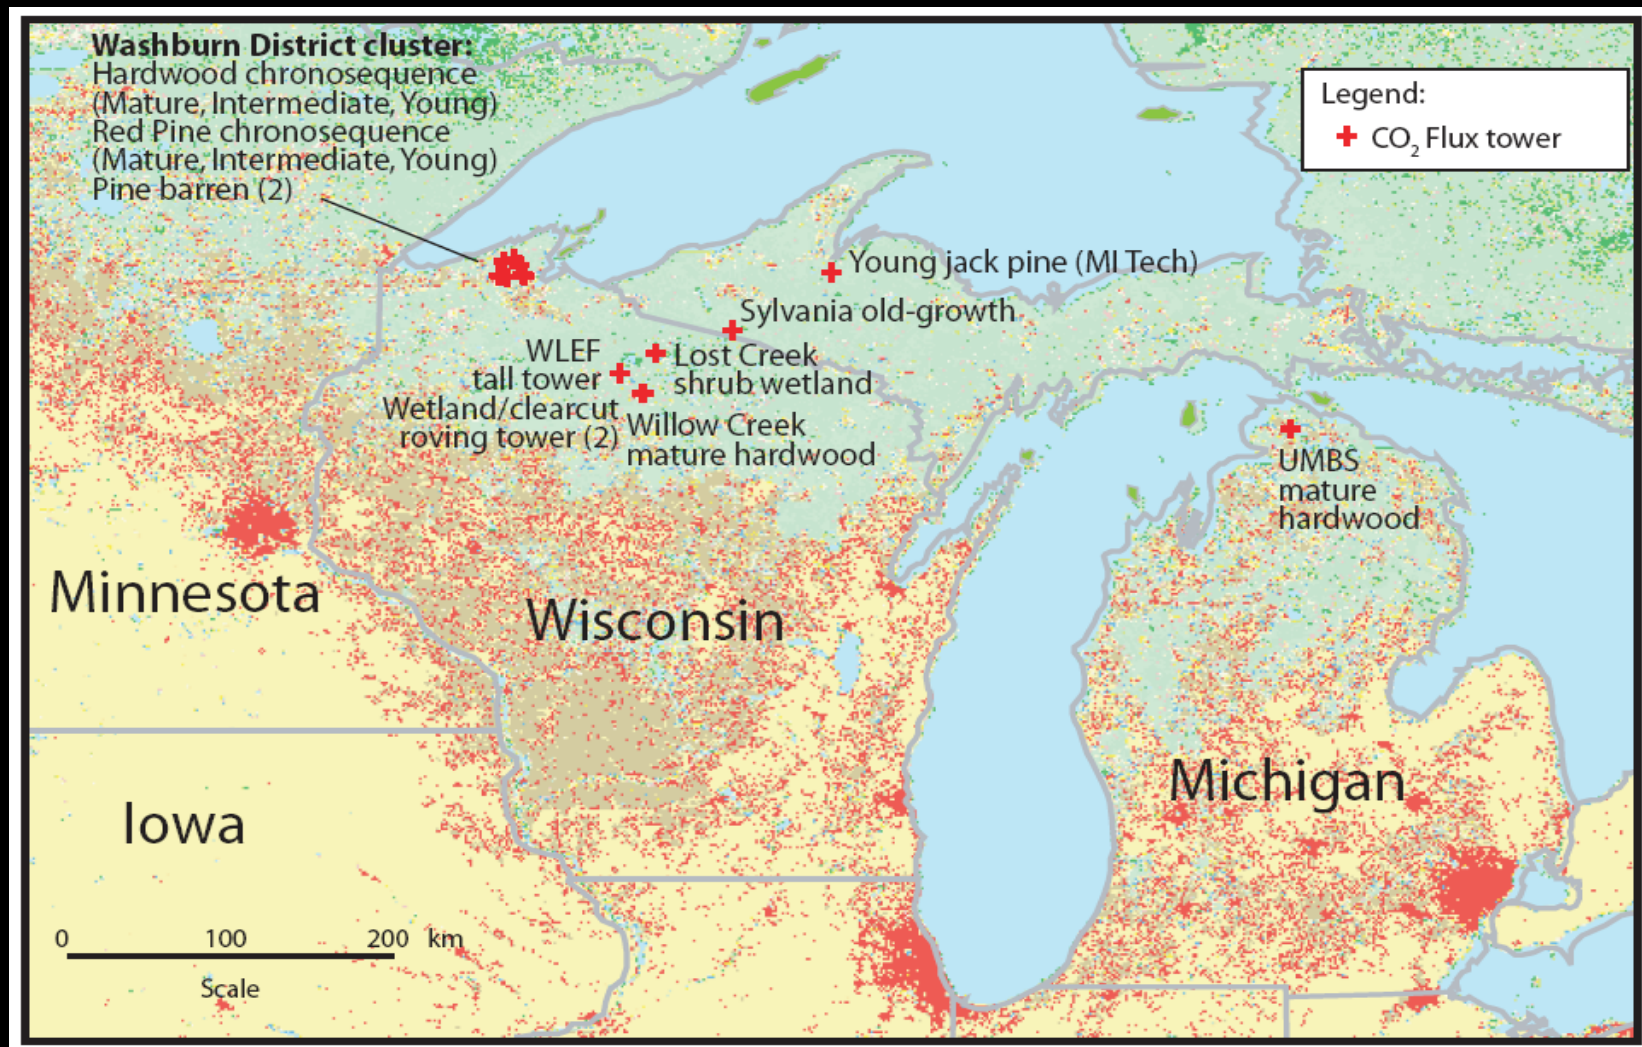 Washburn District cluster:
Hardwood chronosequence
(Mature, Intermediate, Young)
Red Pine chronosequence
(Mature, Intermediate, Young)
Pine barren (2)
Legend:
CO₂ Flux tower
Young jack pine (MI Tech)
Sylvania old-growth
WLEF
tall tower
Lost Creek
shrub wetland
Wetland/clearcut
roving tower (2)
Willow Creek
mature hardwood
UMBS
mature
hardwood
Minnesota
Wisconsin
Michigan
Iowa
0 100 200 km
Scale